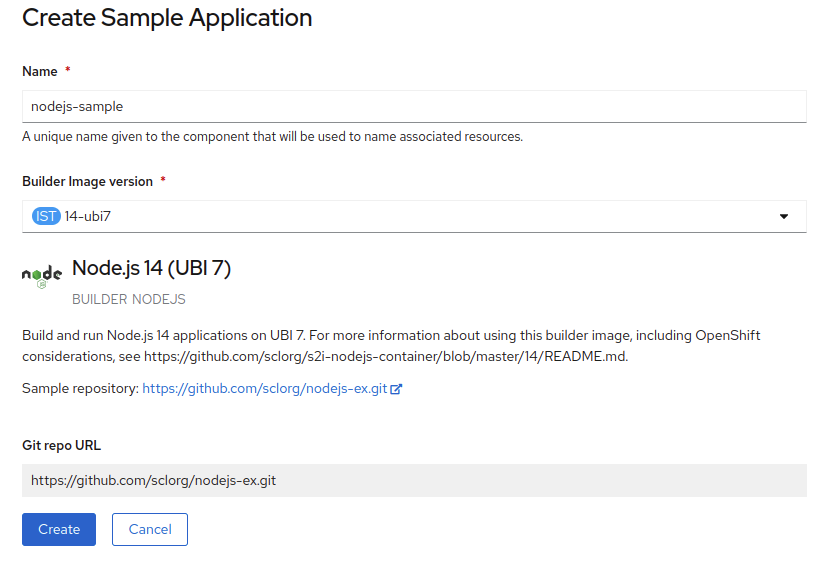 Create Sample Application
Name *
nodejs-sample
A unique name given to the component that will be used to name associated resources.
Builder Image version *
IST 14-ubi7
node Node.js 14 (UBI 7)
JS
BUILDER NODEJS
Build and run Node.js 14 applications on UBI 7. For more information about using this builder image, including OpenShift
considerations, see https://github.com/sclorg/s2i-nodejs-container/blob/master/14/README.md.
Sample repository: https://github.com/sclorg/nodejs-ex.git
Git repo URL
https://github.com/sclorg/nodejs-ex.git
Create Cancel